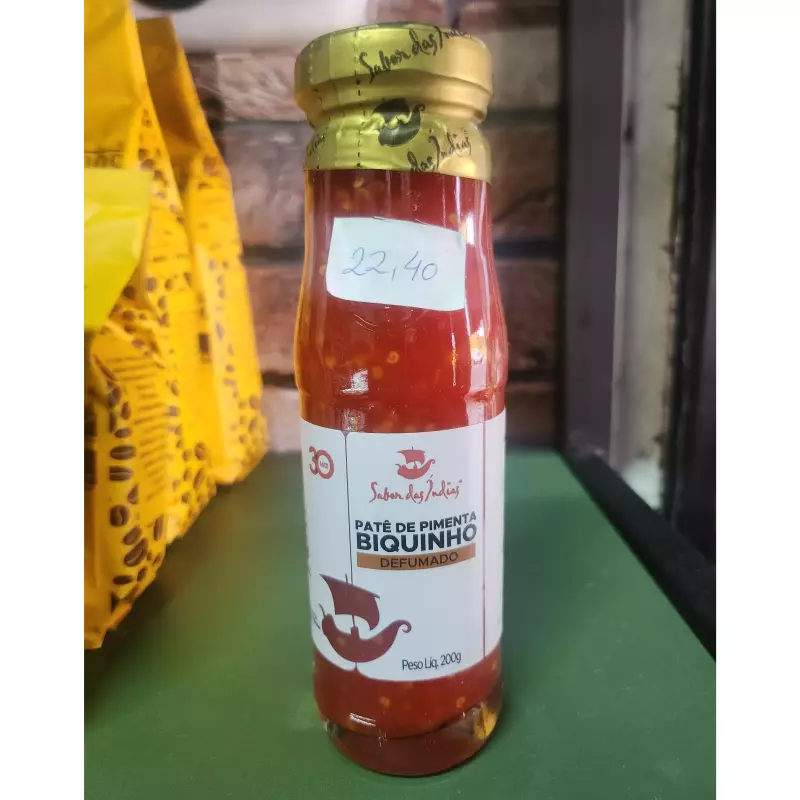 Sabor das Índias
das Índias
22,40
30
Sabor das Índias
PATÊ DE PIMENTA
BIQUINHO
DEFUMADO
Peso Líq. 200g